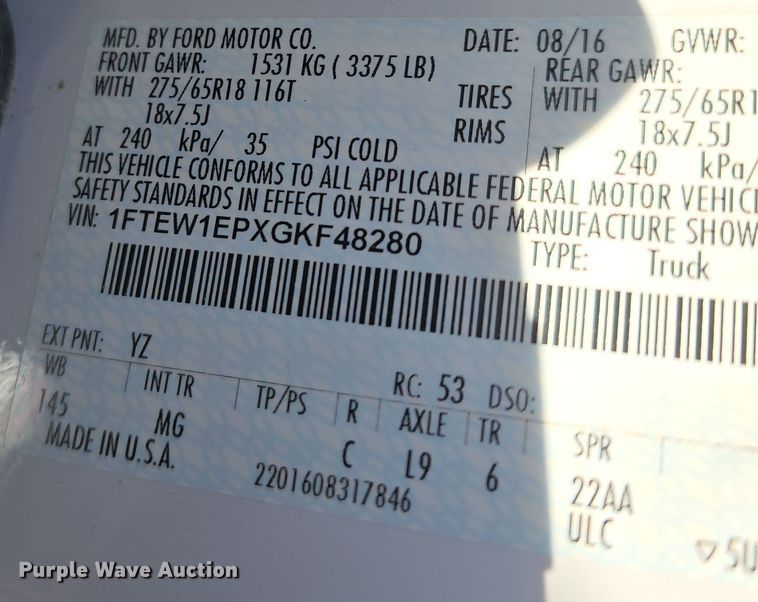 MFD. BY FORD MOTOR CO. DATE: 08/16 GVWR:
FRONT GAWR: 1531 KG ( 3375 LB) REAR GAWR:
WITH 275/65R18 116T TIRES WITH 275/65R1
18x7.5J RIMS 18x7.5J
AT 240 kPa/ 35 PSI COLD AT 240 kPa/
THIS VEHICLE CONFORMS TO ALL APPLICABLE FEDERAL MOTOR VEHIC
SAFETY STANDARDS IN EFFECT ON THE DATE OF MANUFACTURE SHOW
VIN: 1FTEW1EPXGKF48280 TYPE: Truck
EXT PNT: YZ RC: 53 DSO:
WB INT TR TP/PS R AXLE TR SPR
145 MG C L9 6 22AA
MADE IN U.S.A. 2201608317846 ULC
5U
Purple Wave Auction